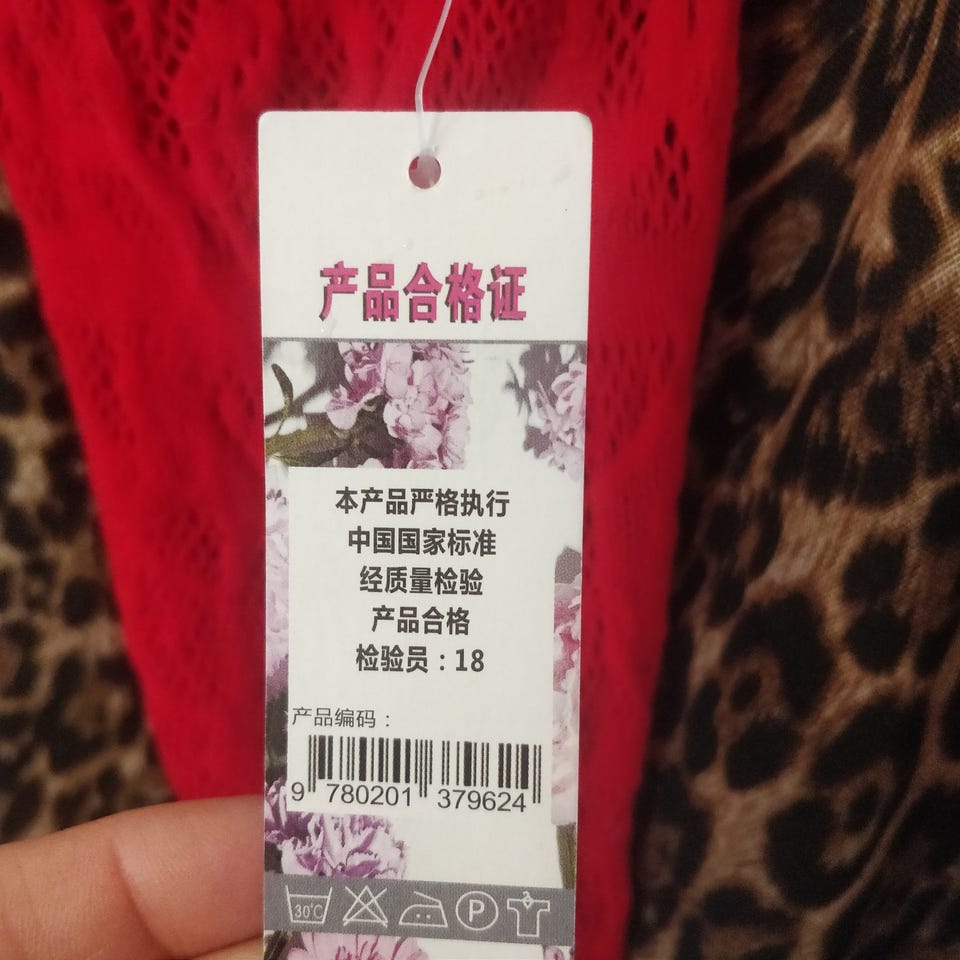 产品合格证
本产品严格执行
中国国家标准
经质量检验
产品合格
检验员：18
产品编码：
9 780201 379624
30℃ P